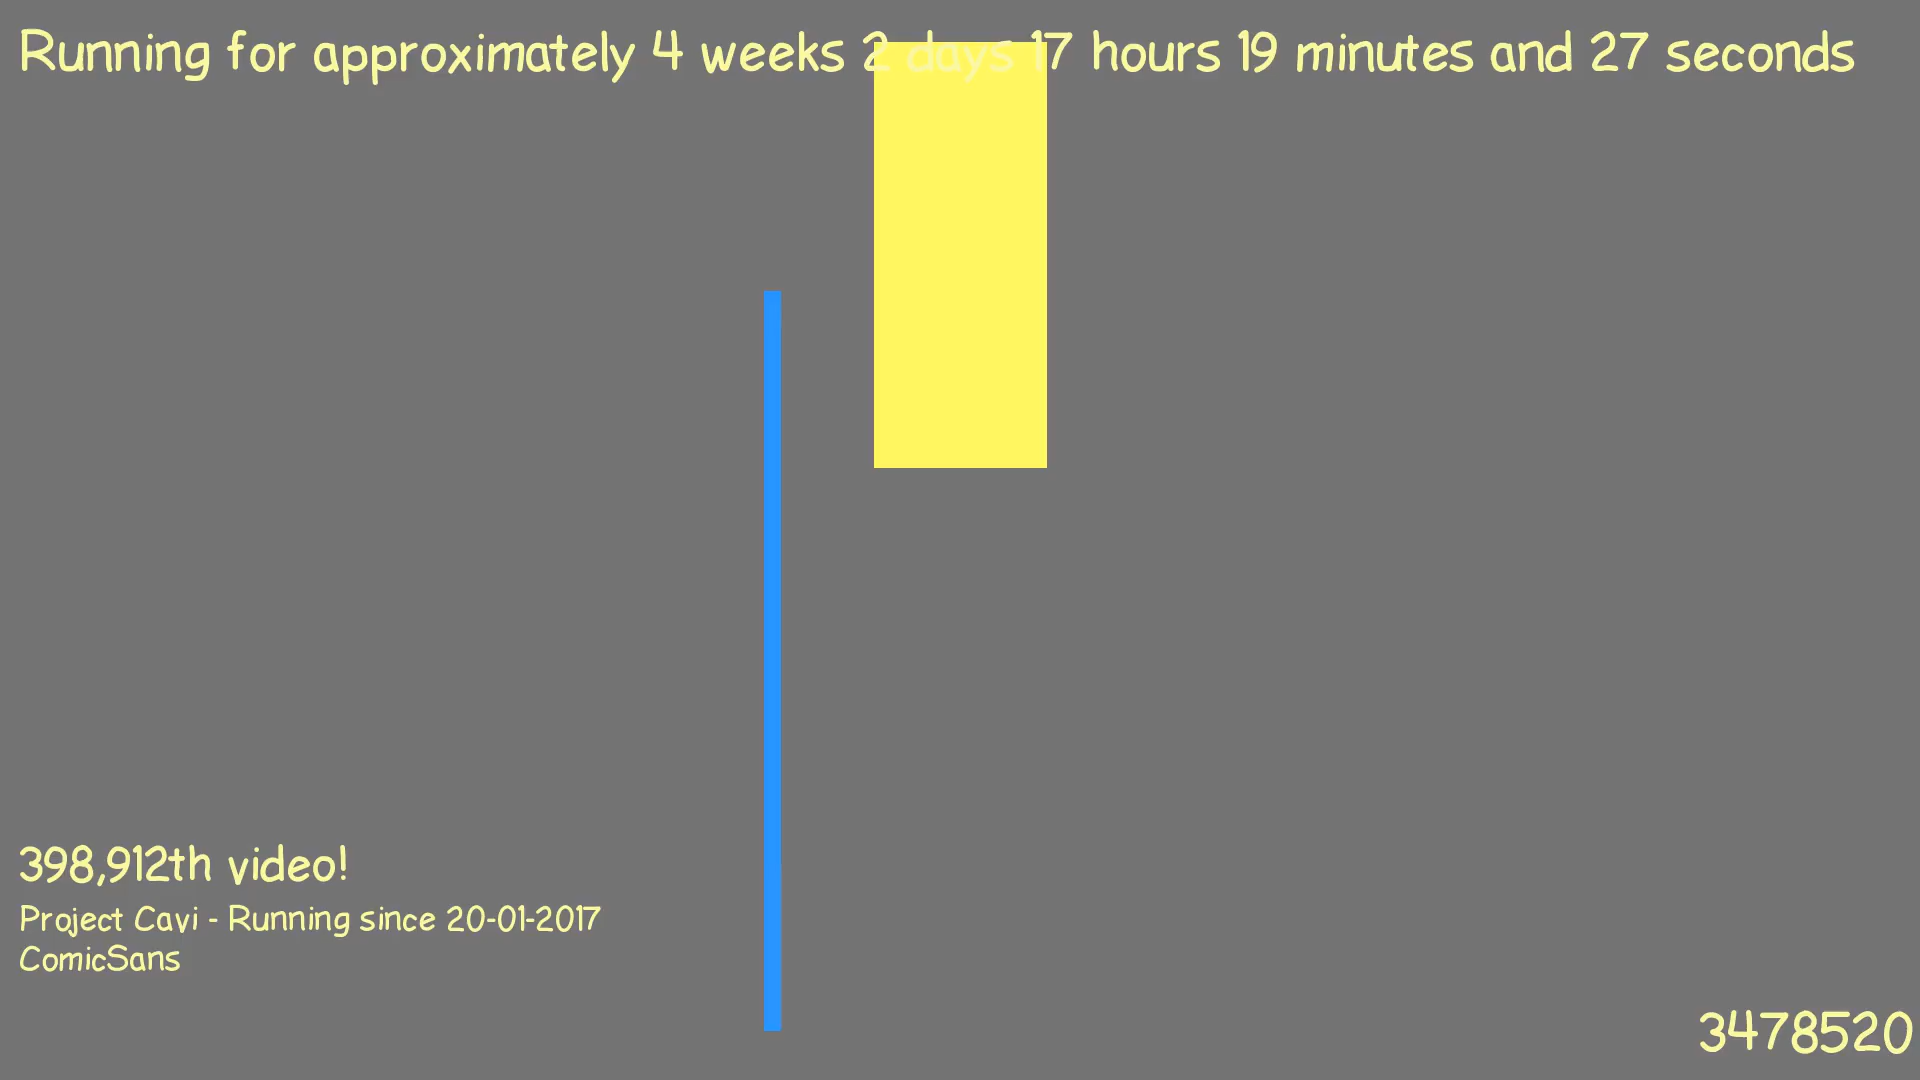 Running for approximately 4 weeks 2 days 17 hours 19 minutes and 27 seconds
398,912th video!
Project Cavi - Running since 20-01-2017
ComicSans
3478520